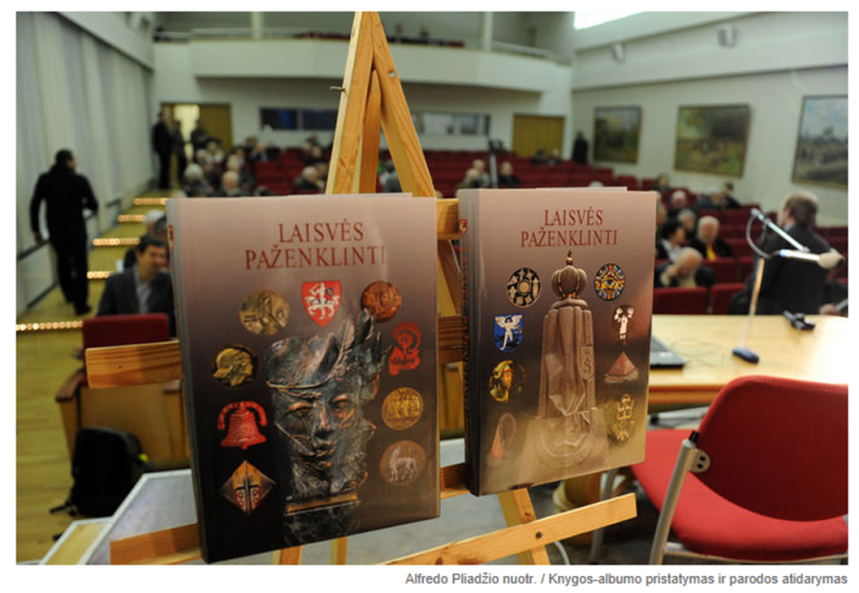 LAISVĖS
PAŽENKLINTI
LAISVĖS
PAŽENKLINTI
Alfredo Pliadžio nuotr. / Knygos-albumo pristatymas ir parodos atidarymas